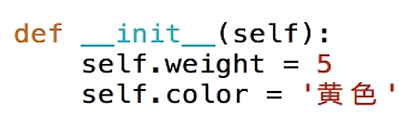 def __init__(self):
    self.weight = 5
    self.color = '黄色'